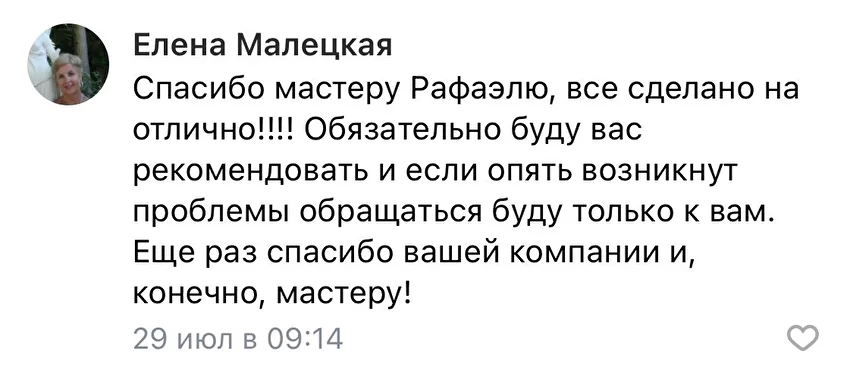 Елена Малецкая
Спасибо мастеру Рафаэлю, все сделано на
отлично!!!! Обязательно буду вас
рекомендовать и если опять возникнут
проблемы обращаться буду только к вам.
Еще раз спасибо вашей компании и,
конечно, мастеру!
29 июл в 09:14